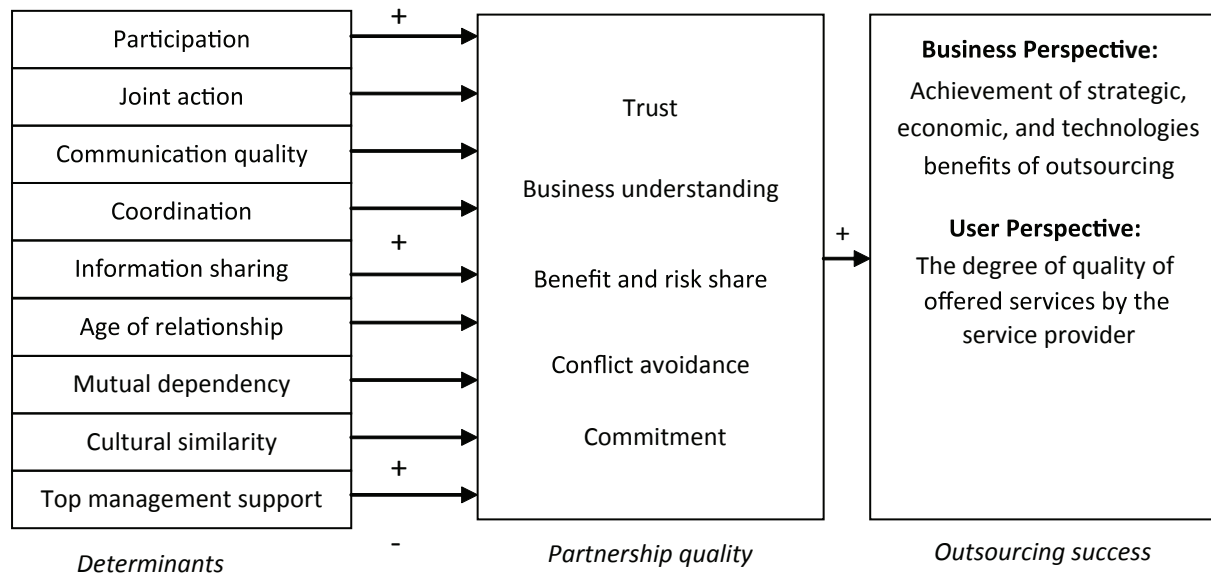 +
Participation
Joint action
Communication quality
Coordination
+
Information sharing
Age of relationship
Mutual dependency
Cultural similarity
+
Top management support
-
Determinants
Trust
Business understanding
Benefit and risk share
Conflict avoidance
Commitment
Partnership quality
+
Business Perspective:
Achievement of strategic,
economic, and technologies
benefits of outsourcing
User Perspective:
The degree of quality of
offered services by the
service provider
Outsourcing success